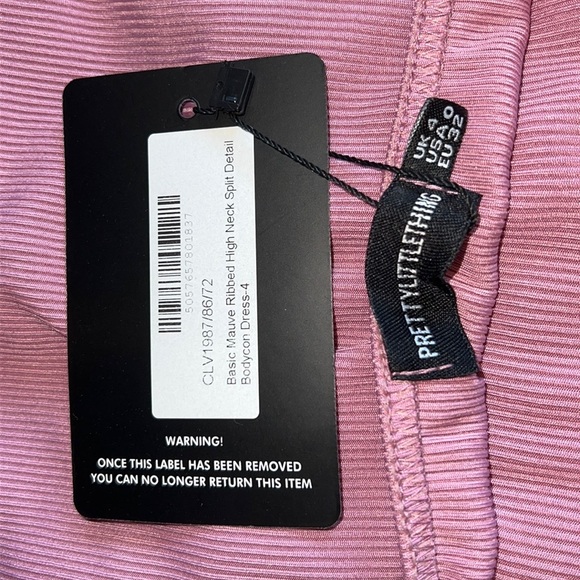 5057657801837
CLV1987/86/72
Basic Mauve Ribbed High Neck Split Detail
Bodycon Dress-4
WARNING!
ONCE THIS LABEL HAS BEEN REMOVED
YOU CAN NO LONGER RETURN THIS ITEM
UK 4
USA 0
EU 32
PRETTYLITTLETHING